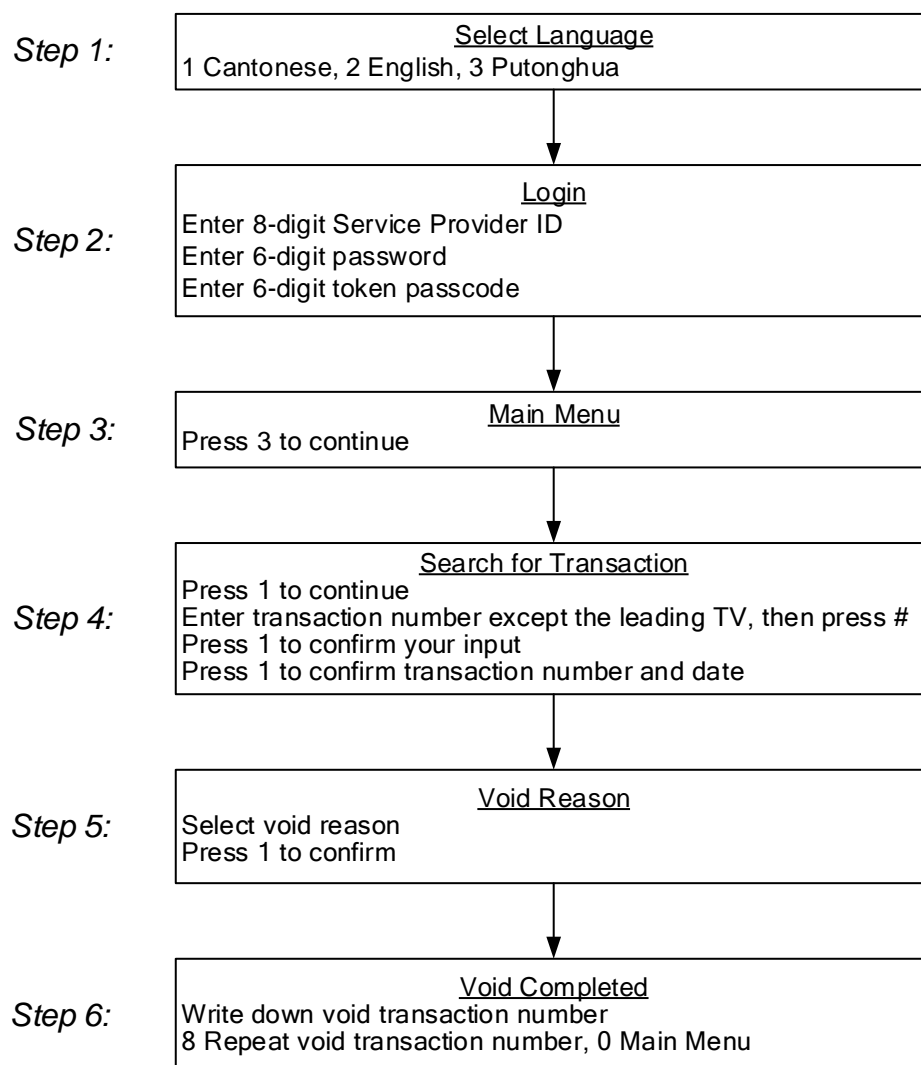 Step 1:
Select Language
1 Cantonese, 2 English, 3 Putonghua
Step 2:
Login
Enter 8-digit Service Provider ID
Enter 6-digit password
Enter 6-digit token passcode
Step 3:
Main Menu
Press 3 to continue
Step 4:
Search for Transaction
Press 1 to continue
Enter transaction number except the leading TV, then press #
Press 1 to confirm your input
Press 1 to confirm transaction number and date
Step 5:
Void Reason
Select void reason
Press 1 to confirm
Step 6:
Void Completed
Write down void transaction number
8 Repeat void transaction number, 0 Main Menu